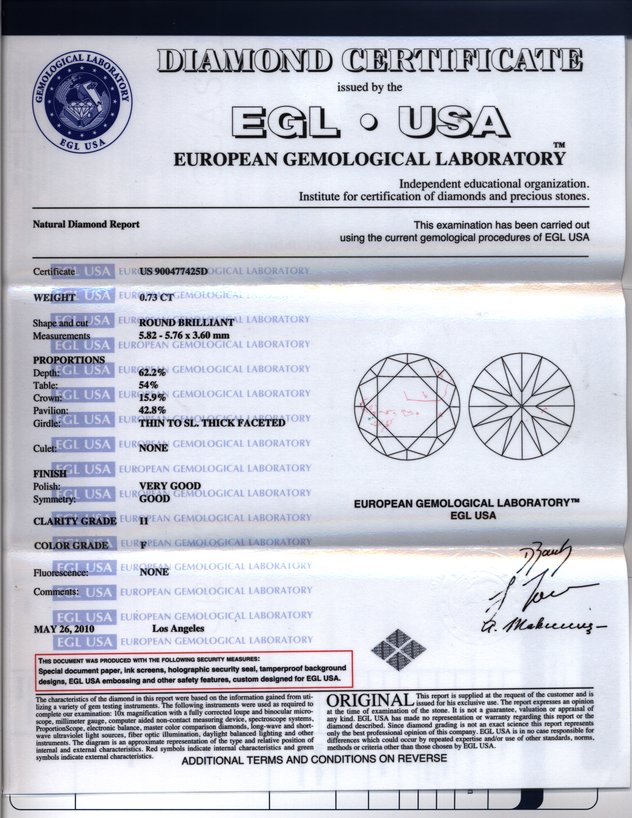 GEMOLOGICAL LABORATORY
EGL USA
DIAMOND CERTIFICATE
issued by the
EGL • USA
EUROPEAN GEMOLOGICAL LABORATORY™
Independent educational organization.
Institute for certification of diamonds and precious stones.
Natural Diamond Report
This examination has been carried out
using the current gemological procedures of EGL USA
Certificate US 900477425D
WEIGHT 0.73 CT
Shape and cut ROUND BRILLIANT
Measurements 5.82 - 5.76 x 3.60 mm
PROPORTIONS
Depth: 62.2%
Table: 54%
Crown: 15.9%
Pavilion: 42.8%
Girdle: THIN TO SL. THICK FACETED
Culet: NONE
FINISH
Polish: VERY GOOD
Symmetry: GOOD
CLARITY GRADE I1
COLOR GRADE F
Fluorescence: NONE
Comments:
EUROPEAN GEMOLOGICAL LABORATORY™
EGL USA
MAY 26, 2010 Los Angeles
EGL USA EUROPEAN GEMOLOGICAL LABORATORY
THIS DOCUMENT WAS PRODUCED WITH THE FOLLOWING SECURITY MEASURES:
Special document paper, ink screens, holographic security seal, tamperproof background
designs, EGL USA embossing and other safety features, custom designed for EGL USA.
The characteristics of the diamond in this report were based on the information gained from uti-
lizing a variety of gem testing instruments. The following instruments were used as required to
complete our examination: 10x magnification with a fully corrected loupe and binocular micro-
scope, millimeter gauge, computer aided non-contact measuring device, spectroscope systems,
ProportionScope, electronic balance, master color comparison diamonds, long-wave and short-
wave ultraviolet light sources, fiber optic illumination, daylight balanced lighting and other
instruments. The diagram is an approximate representation of the type and relative position of
internal and external characteristics. Red symbols indicate internal characteristics and green
symbols indicate external characteristics.
ORIGINAL This report is supplied at the request of the customer and is
issued for his exclusive use. The report expresses an opinion
at the time of examination of the stone. It is not a guarantee, valuation or appraisal of
any kind. EGL USA has made no representation or warranty regarding this report or the
diamond described. Since diamond grading is not an exact science this report represents
only the best professional opinion of this company. EGL USA is in no case responsible for
differences which could occur by repeated expertise and/or use of other standards, norms,
methods or criteria other than those chosen by EGL USA.
ADDITIONAL TERMS AND CONDITIONS ON REVERSE